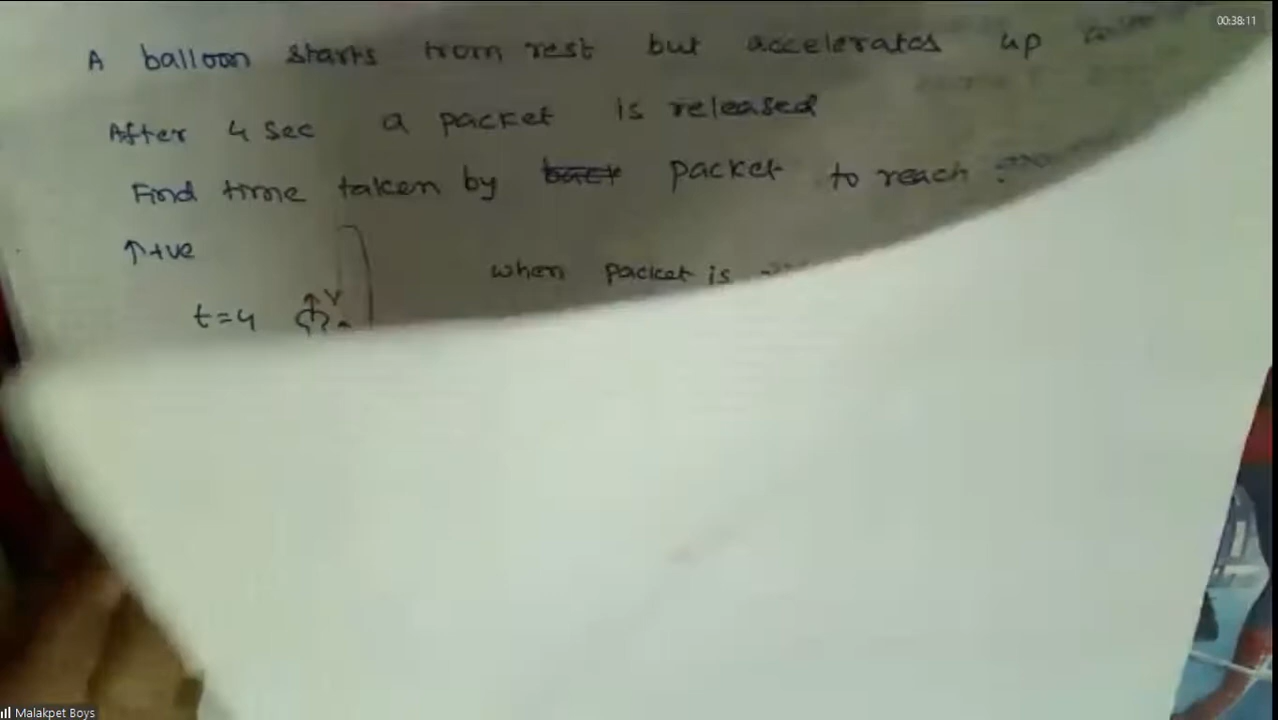 00:38:11
A balloon starts from rest but accelerates up
After 4 sec a packet is released
Find time taken by packet to reach
↑+ve
when packet is
t=4 ↑V
Malakpet Boys